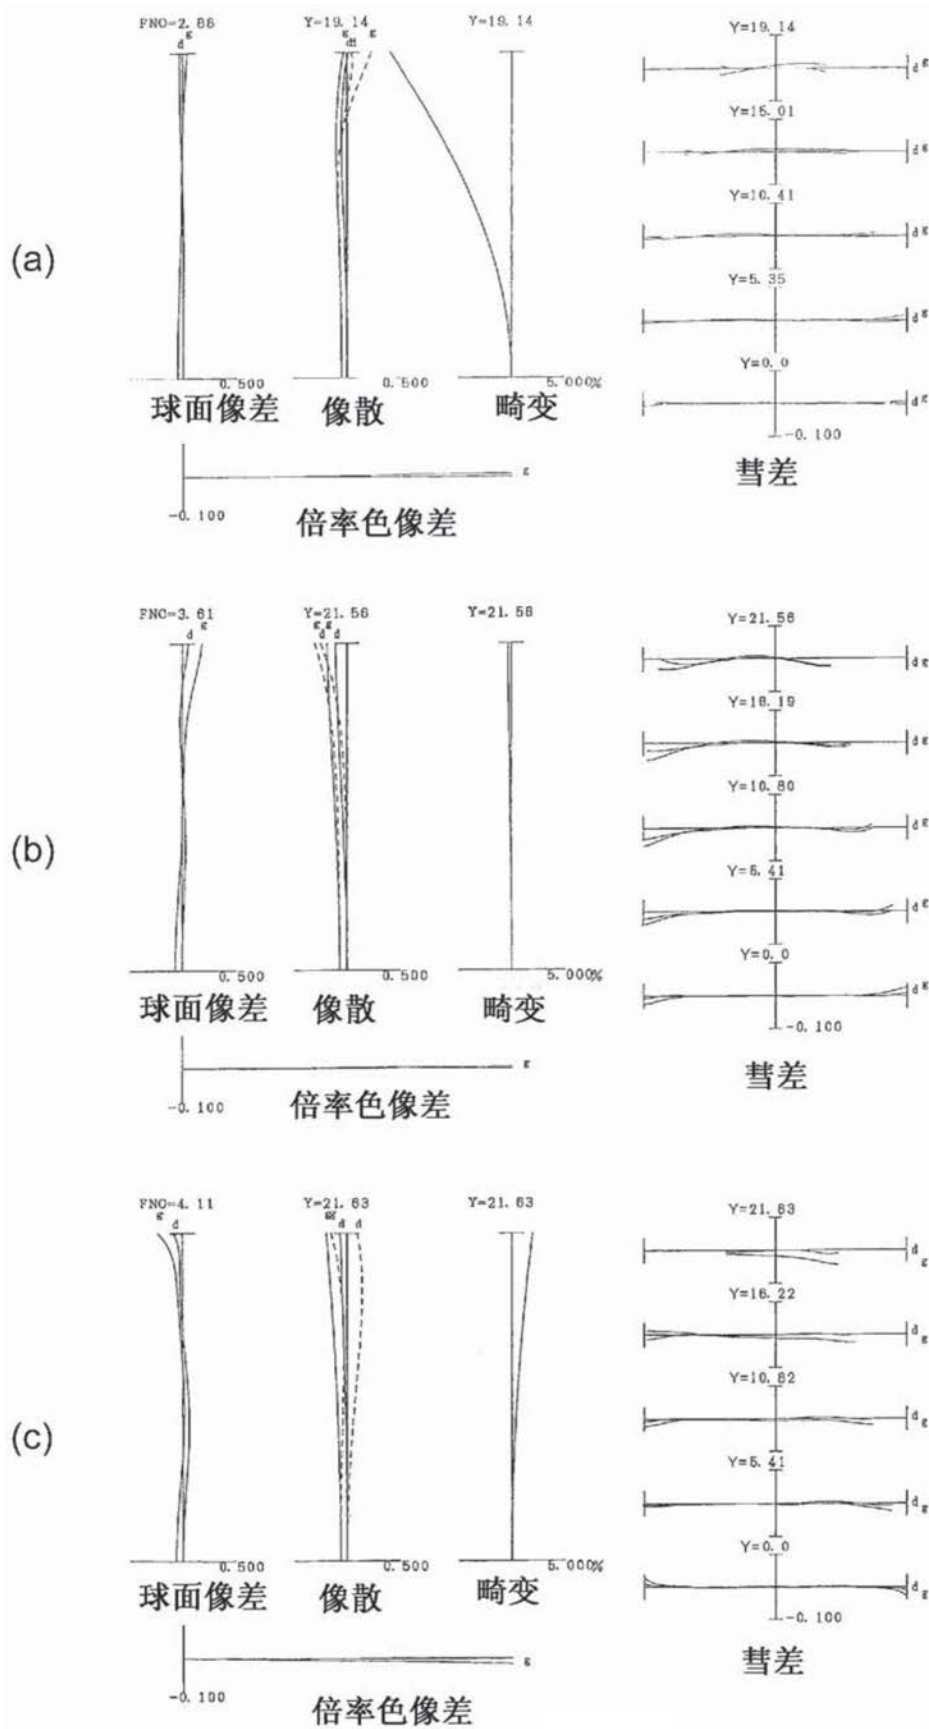 (a)
FNO=2.86
d g
Y=19.14
g
d g
Y=19.14
0.500
球面像差
0.500
像散
5.000%
畸变
g
-0.100
倍率色像差
Y=19.14
d g
Y=15.01
d g
Y=10.41
d g
Y=5.35
d g
Y=0.0
d g
-0.100
彗差
(b)
FNO=3.61
d g
Y=21.56
g g
d d
Y=21.56
0.500
球面像差
0.500
像散
5.000%
畸变
g
-0.100
倍率色像差
Y=21.56
d g
Y=16.19
d g
Y=10.80
d g
Y=5.41
d g
Y=0.0
d g
-0.100
彗差
(c)
FNO=4.11
g d
Y=21.63
gg
d d
Y=21.63
0.500
球面像差
0.500
像散
5.000%
畸变
g
-0.100
倍率色像差
Y=21.63
d g
Y=16.22
d g
Y=10.82
d g
Y=5.41
d g
Y=0.0
d g
-0.100
彗差